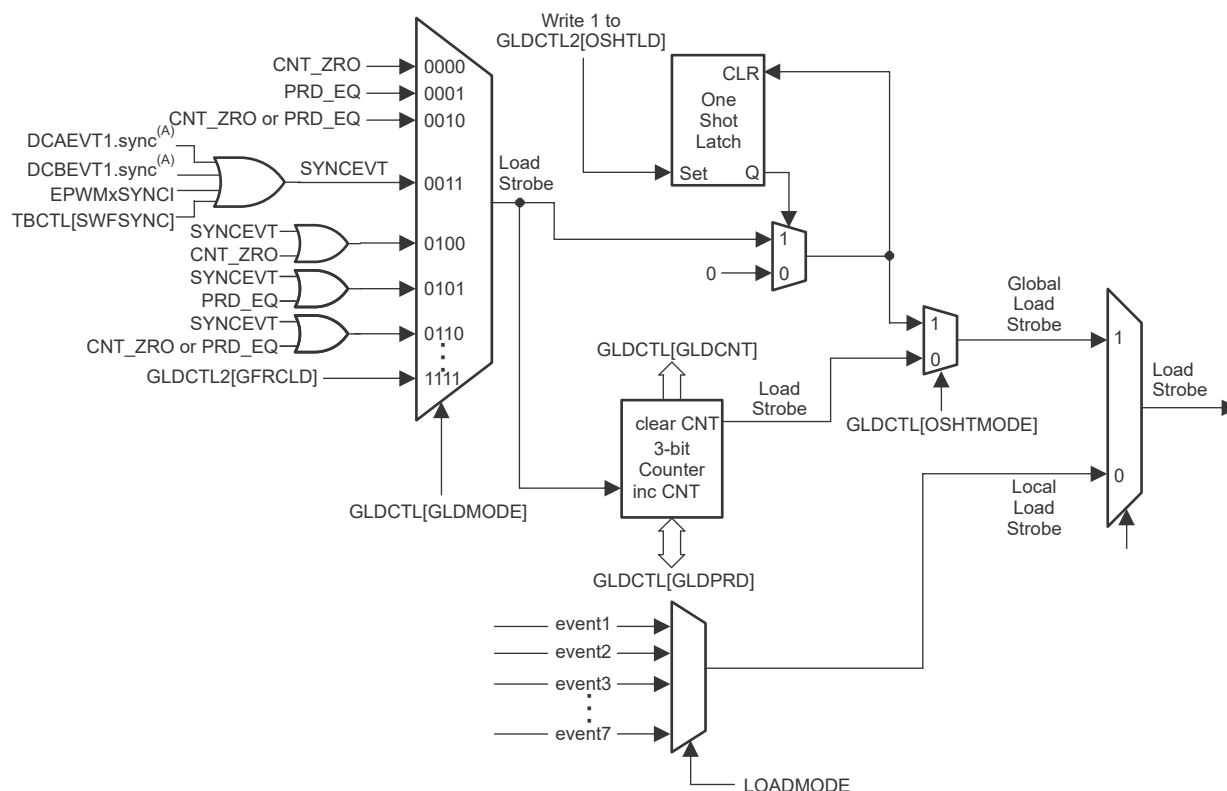 Write 1 to
GLDCTL2[OSHTLD]
CNT_ZRO
0000
PRD_EQ
0001
CNT_ZRO or PRD_EQ
0010
DCAEVT1.sync(A)
DCBEVT1.sync(A)
EPWMxSYNCI
TBCTL[SWFSYNC]
SYNCEVT
0011
SYNCEVT
CNT_ZRO
0100
SYNCEVT
PRD_EQ
0101
SYNCEVT
CNT_ZRO or PRD_EQ
0110
GLDCTL2[GFRCLD]
1111
GLDCTL[GLDMODE]
Load
Strobe
CLR
One
Shot
Latch
Set
Q
1
0
0
GLDCTL[GLDCNT]
clear CNT
3-bit
Counter
inc CNT
GLDCTL[GLDPRD]
Load
Strobe
1
0
GLDCTL[OSHTMODE]
Global
Load
Strobe
1
0
Load
Strobe
Local
Load
Strobe
event1
event2
event3
event7
LOADMODE